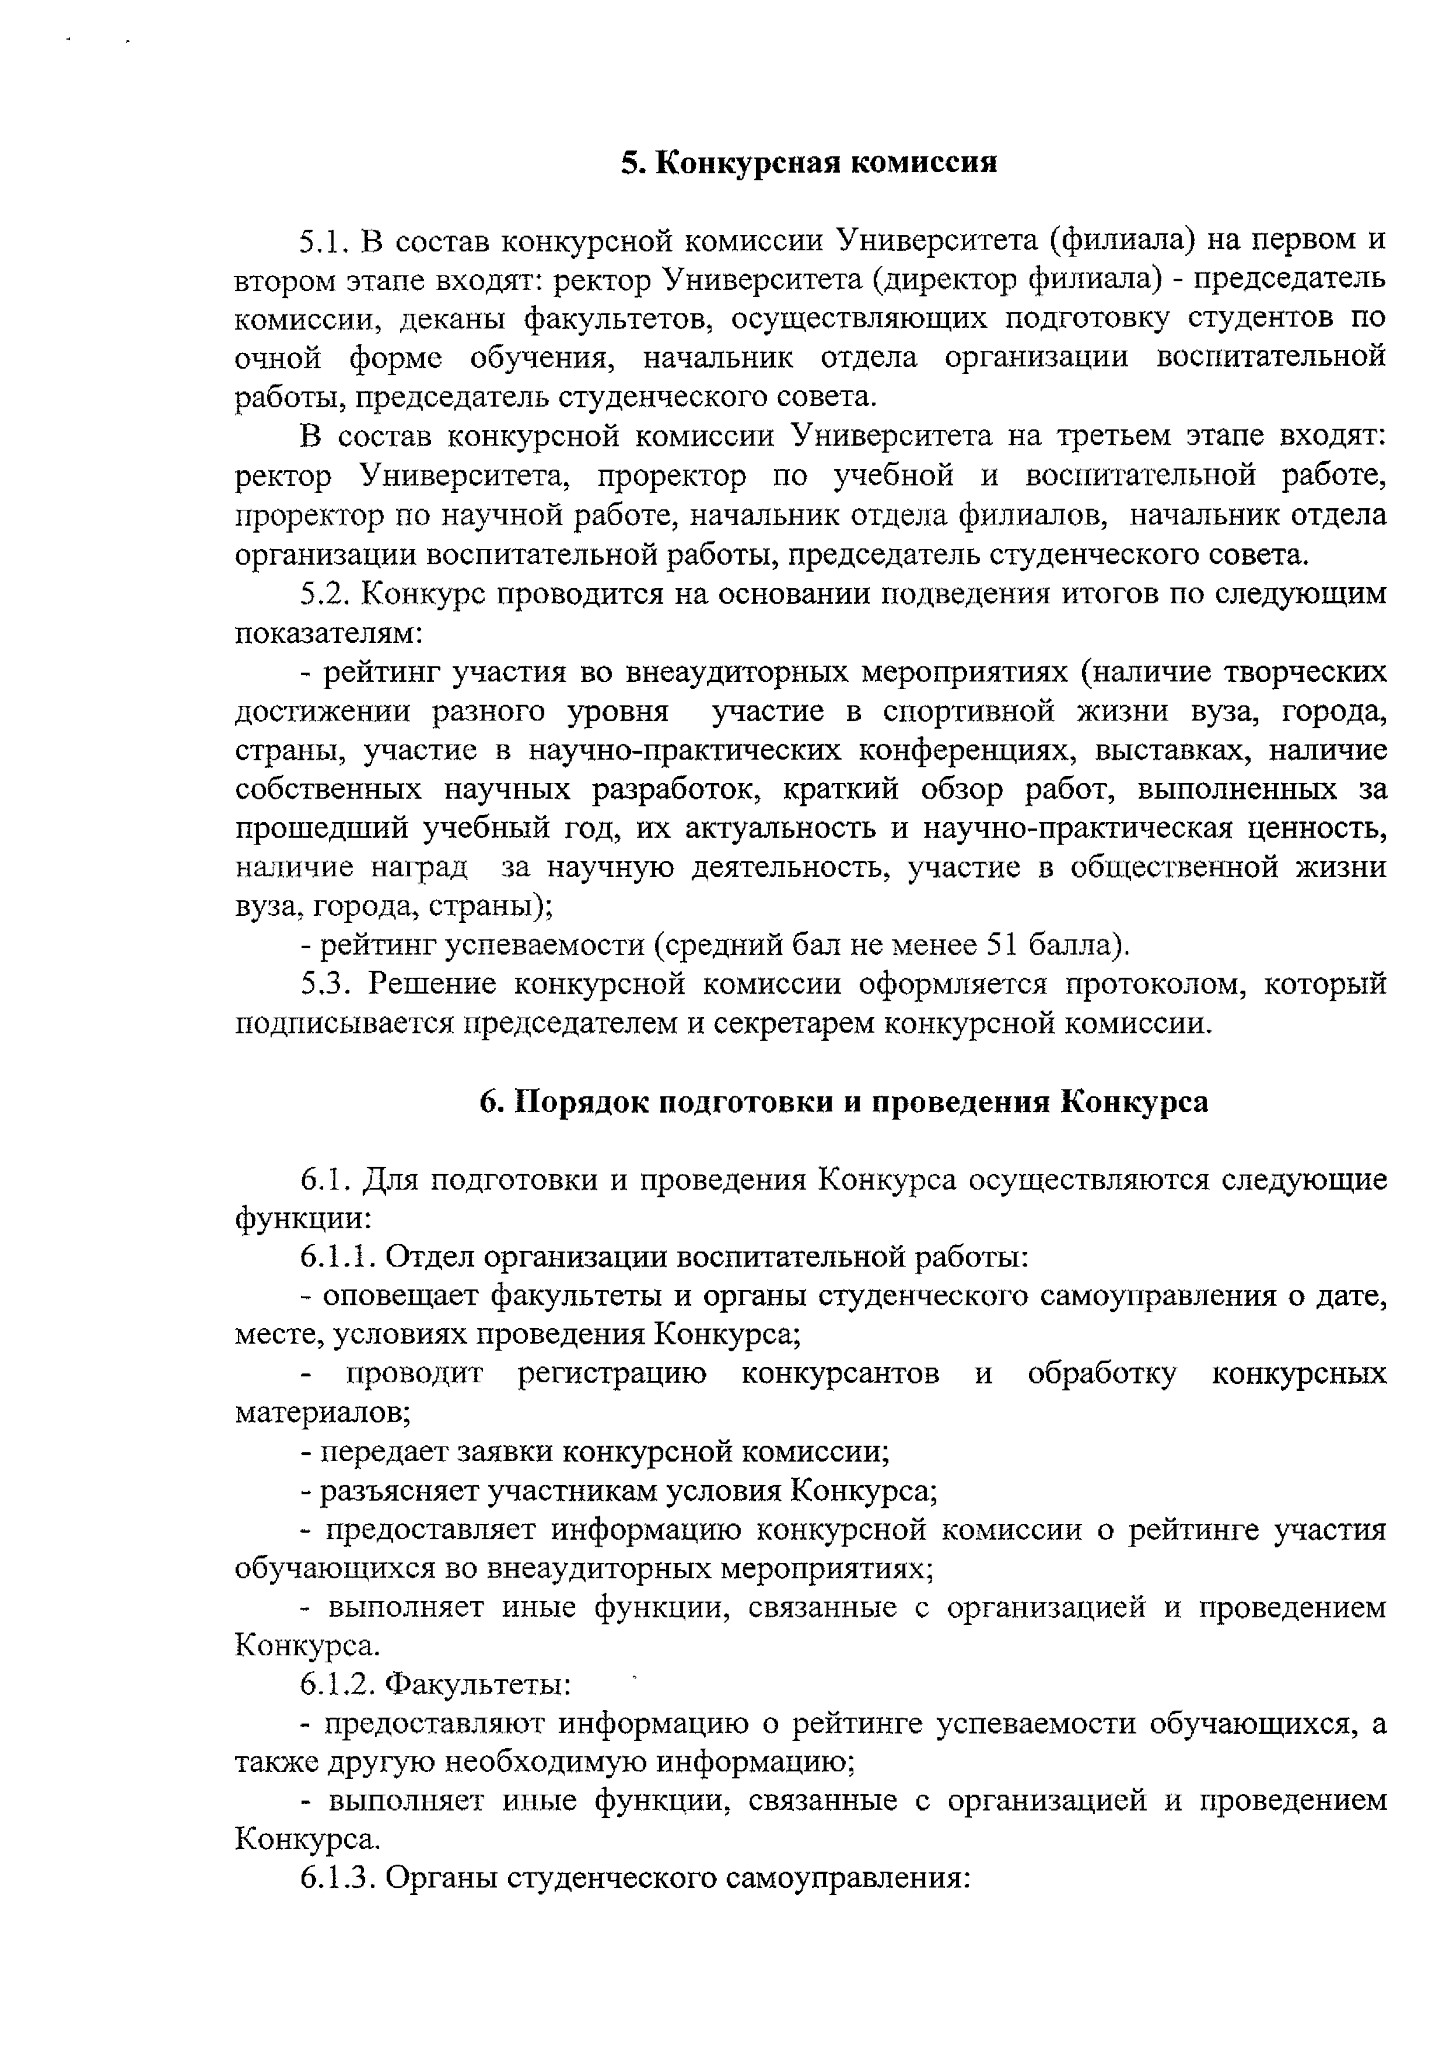 5. Конкурсная комиссия
5.1. В состав конкурсной комиссии Университета (филиала) на первом и
втором этапе входят: ректор Университета (директор филиала) - председатель
комиссии, деканы факультетов, осуществляющих подготовку студентов по
очной форме обучения, начальник отдела организации воспитательной
работы, председатель студенческого совета.
В состав конкурсной комиссии Университета на третьем этапе входят:
ректор Университета, проректор по учебной и воспитательной работе,
проректор по научной работе, начальник отдела филиалов, начальник отдела
организации воспитательной работы, председатель студенческого совета.
5.2. Конкурс проводится на основании подведения итогов по следующим
показателям:
- рейтинг участия во внеаудиторных мероприятиях (наличие творческих
достижении разного уровня участие в спортивной жизни вуза, города,
страны, участие в научно-практических конференциях, выставках, наличие
собственных научных разработок, краткий обзор работ, выполненных за
прошедший учебный год, их актуальность и научно-практическая ценность,
наличие наград за научную деятельность, участие в общественной жизни
вуза, города, страны);
- рейтинг успеваемости (средний бал не менее 51 балла).
5.3. Решение конкурсной комиссии оформляется протоколом, который
подписывается председателем и секретарем конкурсной комиссии.
6. Порядок подготовки и проведения Конкурса
6.1. Для подготовки и проведения Конкурса осуществляются следующие
функции:
6.1.1. Отдел организации воспитательной работы:
- оповещает факультеты и органы студенческого самоуправления о дате,
месте, условиях проведения Конкурса;
- проводит регистрацию конкурсантов и обработку конкурсных
материалов;
- передает заявки конкурсной комиссии;
- разъясняет участникам условия Конкурса;
- предоставляет информацию конкурсной комиссии о рейтинге участия
обучающихся во внеаудиторных мероприятиях;
- выполняет иные функции, связанные с организацией и проведением
Конкурса.
6.1.2. Факультеты:
- предоставляют информацию о рейтинге успеваемости обучающихся, а
также другую необходимую информацию;
- выполняет иные функции, связанные с организацией и проведением
Конкурса.
6.1.3. Органы студенческого самоуправления: